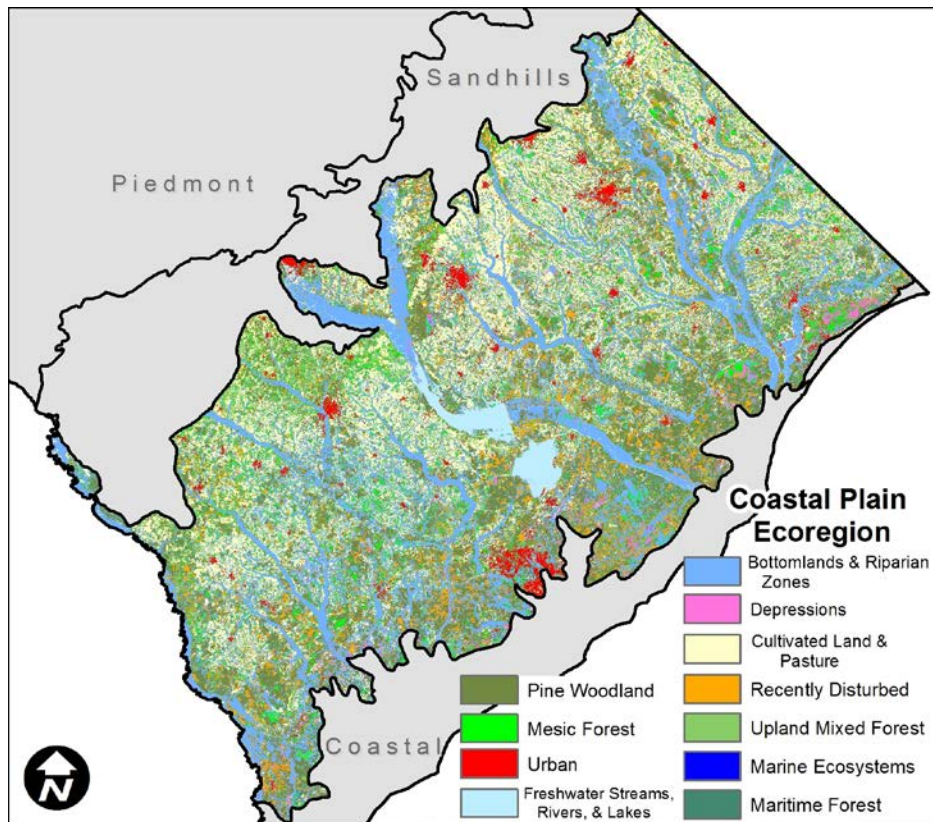 Sandhills
Piedmont
Coastal Plain
Ecoregion
Bottomlands & Riparian
Zones
Depressions
Cultivated Land &
Pasture
Pine Woodland
Recently Disturbed
Mesic Forest
Upland Mixed Forest
Coastal
Urban
Marine Ecosystems
Freshwater Streams,
Rivers, & Lakes
Maritime Forest
N